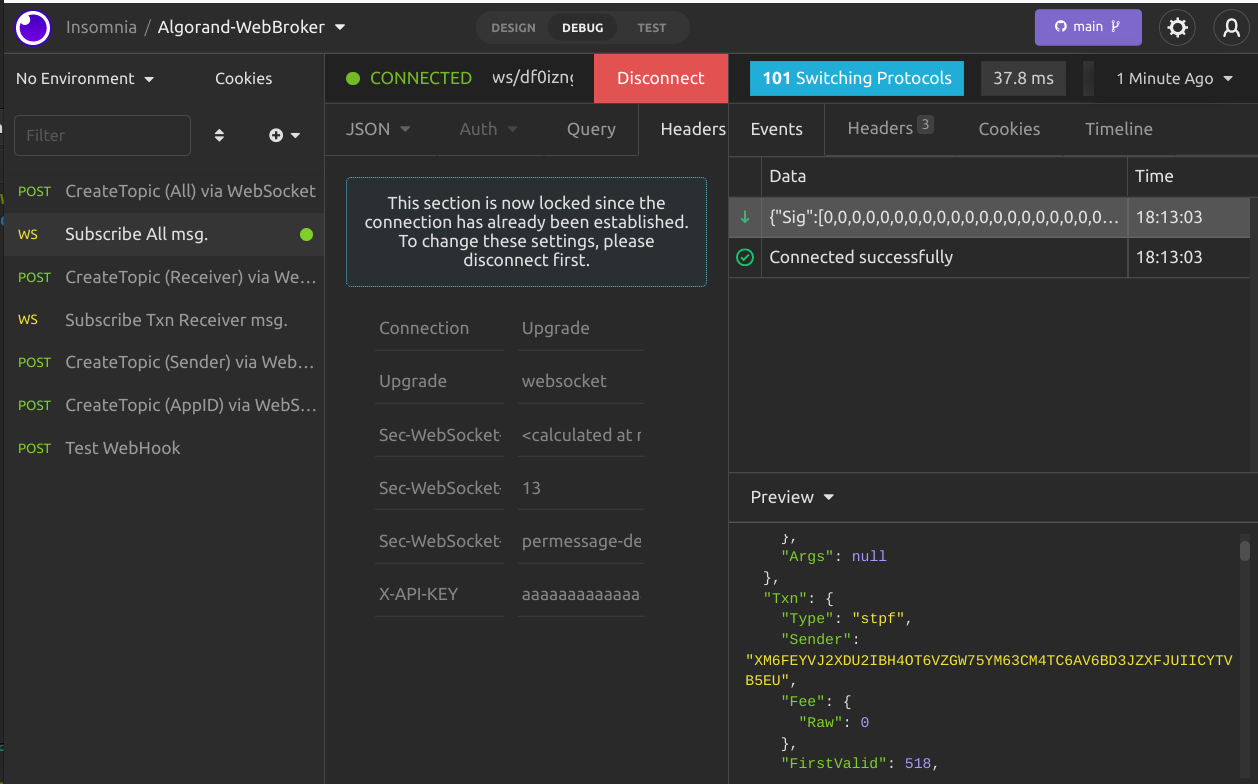 Insomnia / Algorand-WebBroker
DESIGN DEBUG TEST
main
No Environment
Cookies
Filter
POST CreateTopic (All) via WebSocket
WS Subscribe All msg.
POST CreateTopic (Receiver) via We...
WS Subscribe Txn Receiver msg.
POST CreateTopic (Sender) via Web...
POST CreateTopic (AppID) via WebS...
POST Test WebHook
CONNECTED ws/df0izng
Disconnect
JSON Auth Query Headers
This section is now locked since the
connection has already been established.
To change these settings, please
disconnect first.
Connection Upgrade
Upgrade websocket
Sec-WebSocket- <calculated at r
Sec-WebSocket- 13
Sec-WebSocket- permessage-de
X-API-KEY aaaaaaaaaaaaa
101 Switching Protocols 37.8 ms 1 Minute Ago
Events Headers 3 Cookies Timeline
Data Time
{"Sig":[0,0,0,0,0,0,0,0,0,0,0,0,0,0,0,0,0,0,0,0,0... 18:13:03
Connected successfully 18:13:03
Preview
},
"Args": null
},
"Txn": {
"Type": "stpf",
"Sender":
"XM6FEYVJ2XDU2IBH4OT6VZGW75YM63CM4TC6AV6BD3JZXFJUIICYTV
B5EU",
"Fee": {
"Raw": 0
},
"FirstValid": 518,